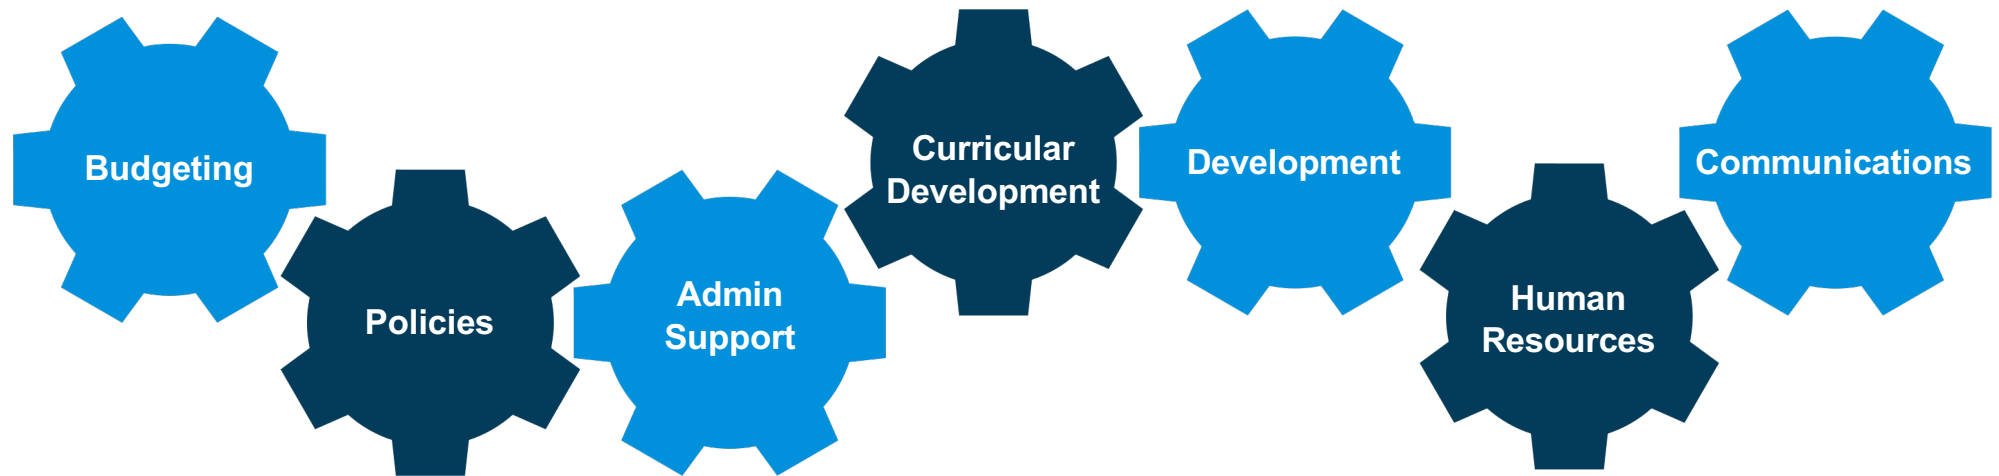 Budgeting
Policies
Admin
Support
Curricular
Development
Development
Human
Resources
Communications